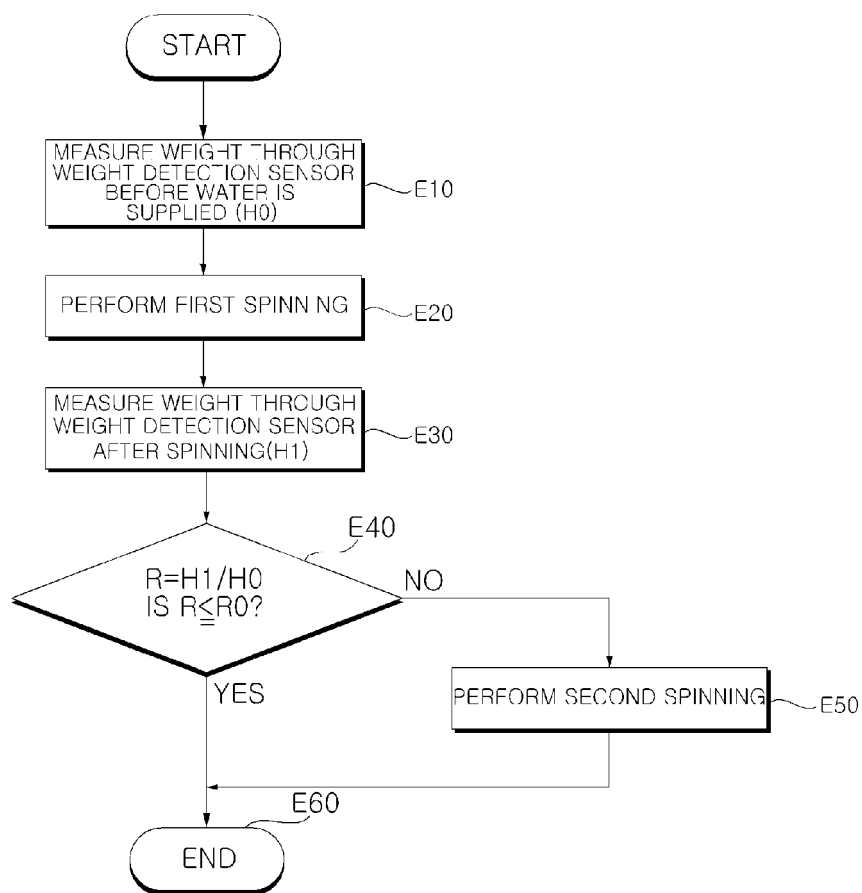 START
MEASURE WEIGHT THROUGH
WEIGHT DETECTION SENSOR
BEFORE WATER IS
SUPPLIED (H0)
E10
PERFORM FIRST SPINN NG
E20
MEASURE WEIGHT THROUGH
WEIGHT DETECTION SENSOR
AFTER SPINNING(H1)
E30
E40
R=H1/H0
IS R≦R0?
NO
YES
PERFORM SECOND SPINNING
E50
E60
END